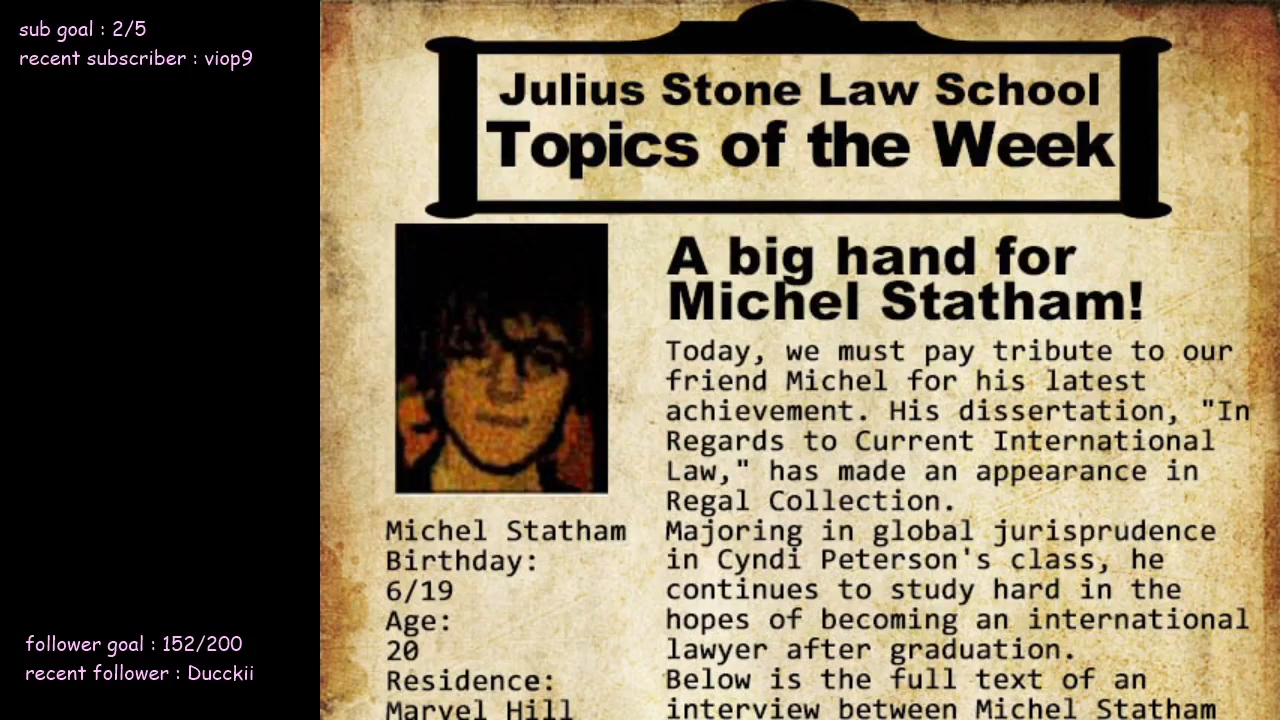 sub goal : 2/5
recent subscriber : viop9
Julius Stone Law School
Topics of the Week
A big hand for
Michel Statham!
Today, we must pay tribute to our
friend Michel for his latest
achievement. His dissertation, "In
Regards to Current International
Law," has made an appearance in
Regal Collection.
Majoring in global jurisprudence
in Cyndi Peterson's class, he
continues to study hard in the
hopes of becoming an international
lawyer after graduation.
Below is the full text of an
interview between Michel Statham
Michel Statham
Birthday:
6/19
Age:
20
Residence:
Marvel Hill
follower goal : 152/200
recent follower : Ducckii